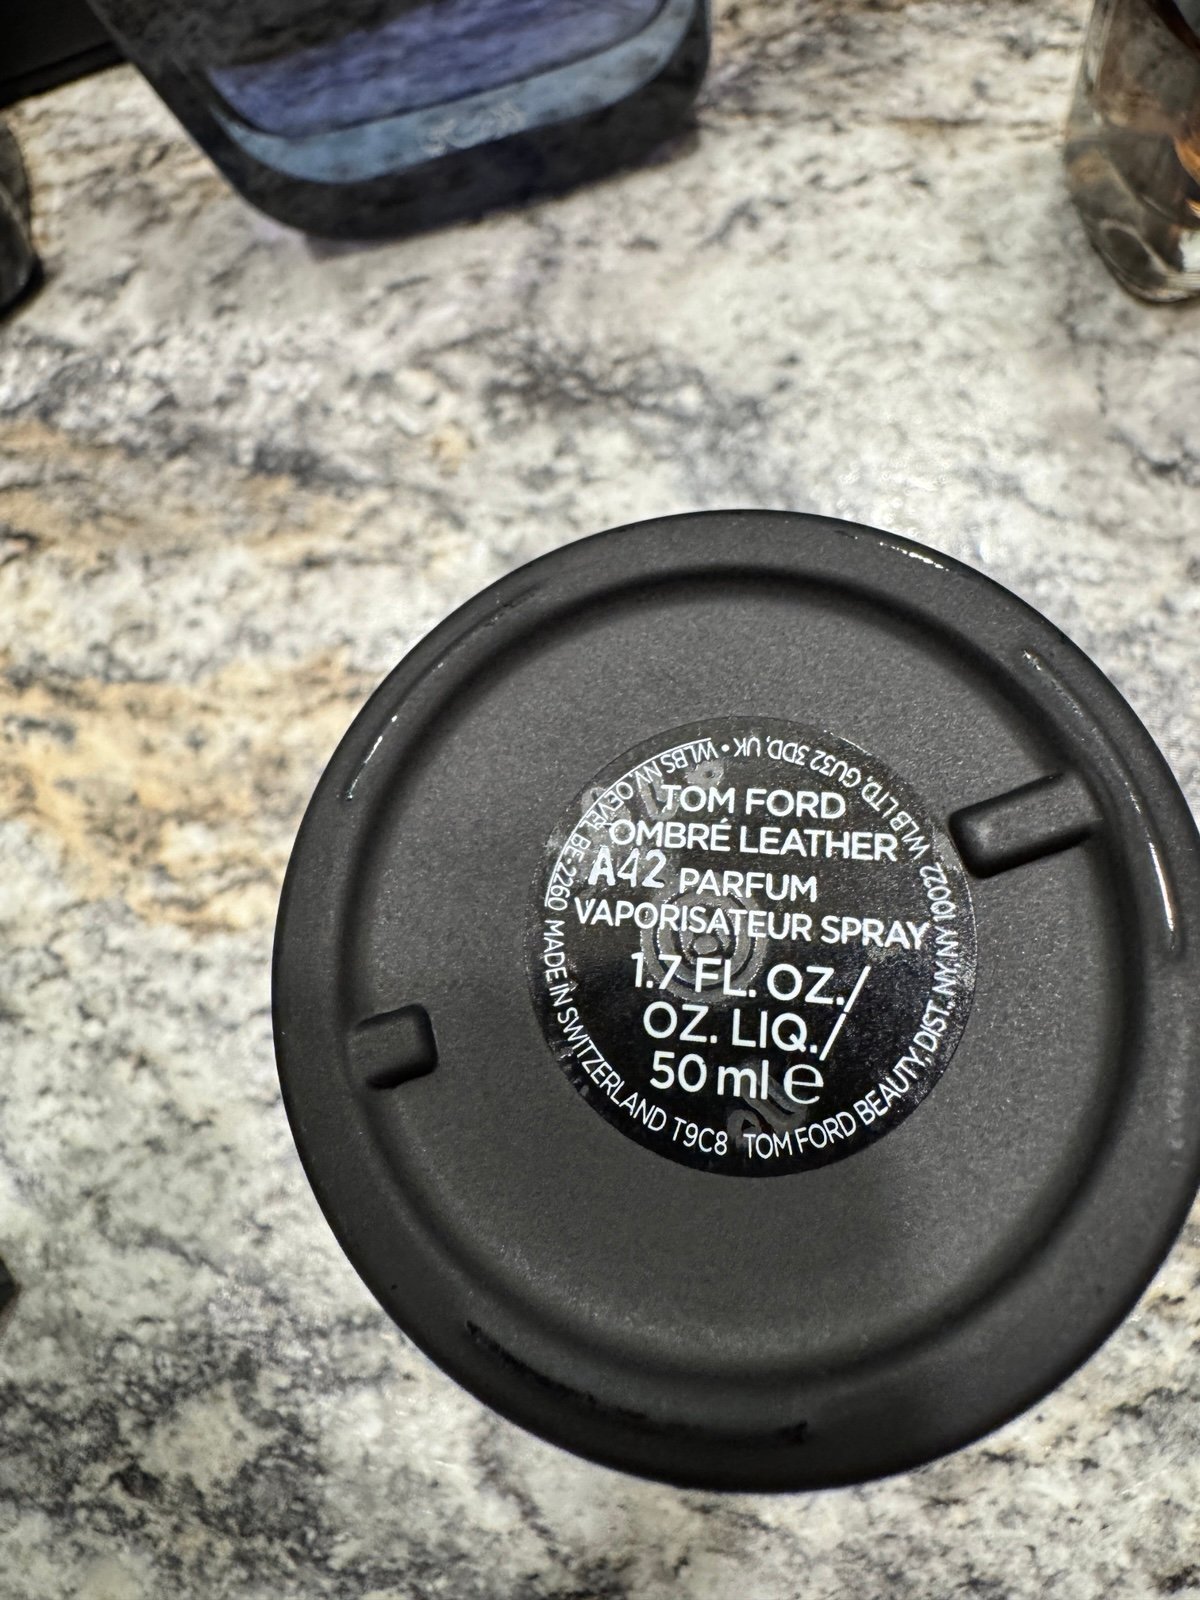 TOM FORD
OMBRÉ LEATHER
A42 PARFUM
VAPORISATEUR SPRAY
1.7 FL. OZ./
OZ. LIQ./
50 ml ℮
TOM FORD BEAUTY, DIST. NY, NY 10022 WLB LTD, GU32 3DD, UK • WLBS NV, OEVEL BE-2260 MADE IN SWITZERLAND T9C8